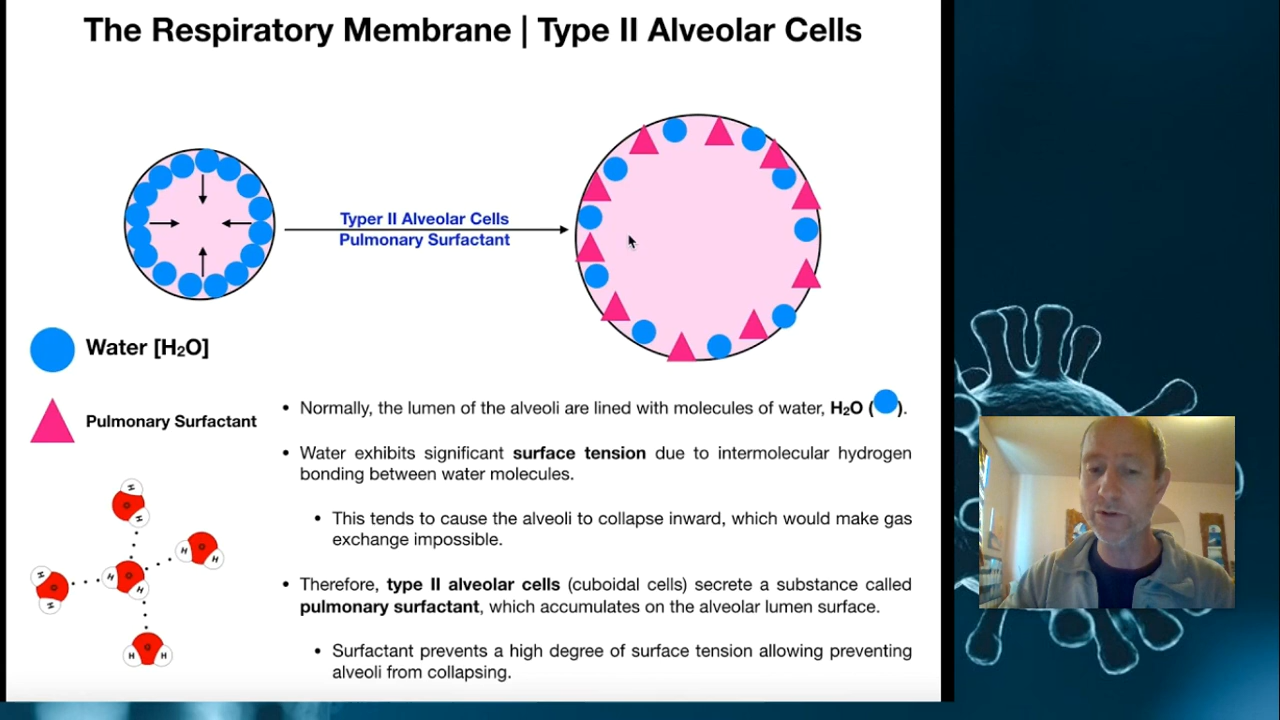 The Respiratory Membrane | Type II Alveolar Cells
Typer II Alveolar Cells
Pulmonary Surfactant
Water [H₂O]
Pulmonary Surfactant
• Normally, the lumen of the alveoli are lined with molecules of water, H₂O ( ).
• Water exhibits significant surface tension due to intermolecular hydrogen
bonding between water molecules.
• This tends to cause the alveoli to collapse inward, which would make gas
exchange impossible.
• Therefore, type II alveolar cells (cuboidal cells) secrete a substance called
pulmonary surfactant, which accumulates on the alveolar lumen surface.
• Surfactant prevents a high degree of surface tension allowing preventing
alveoli from collapsing.
H
O
H
H
O
H
H
O
H
H
O
H
O
H
H